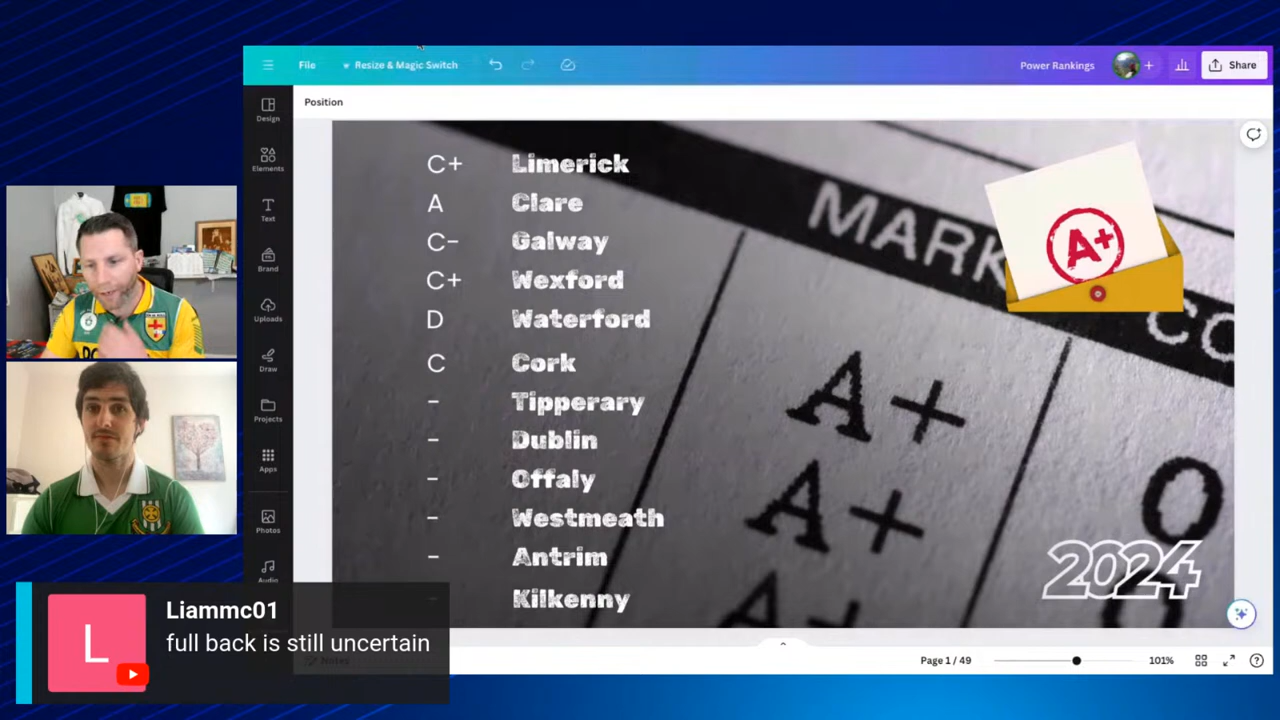 File
Resize & Magic Switch
Power Rankings
Share
Position
Design
Elements
Text
Brand
Uploads
Draw
Projects
Apps
Photos
Audio
C+ Limerick
A Clare
C- Galway
C+ Wexford
D Waterford
C Cork
- Tipperary
- Dublin
- Offaly
- Westmeath
- Antrim
Kilkenny
MARK
CO
A+
A+
A+
A+
O
O
2024
L
Liammc01
full back is still uncertain
Notes
Page 1 / 49
101%